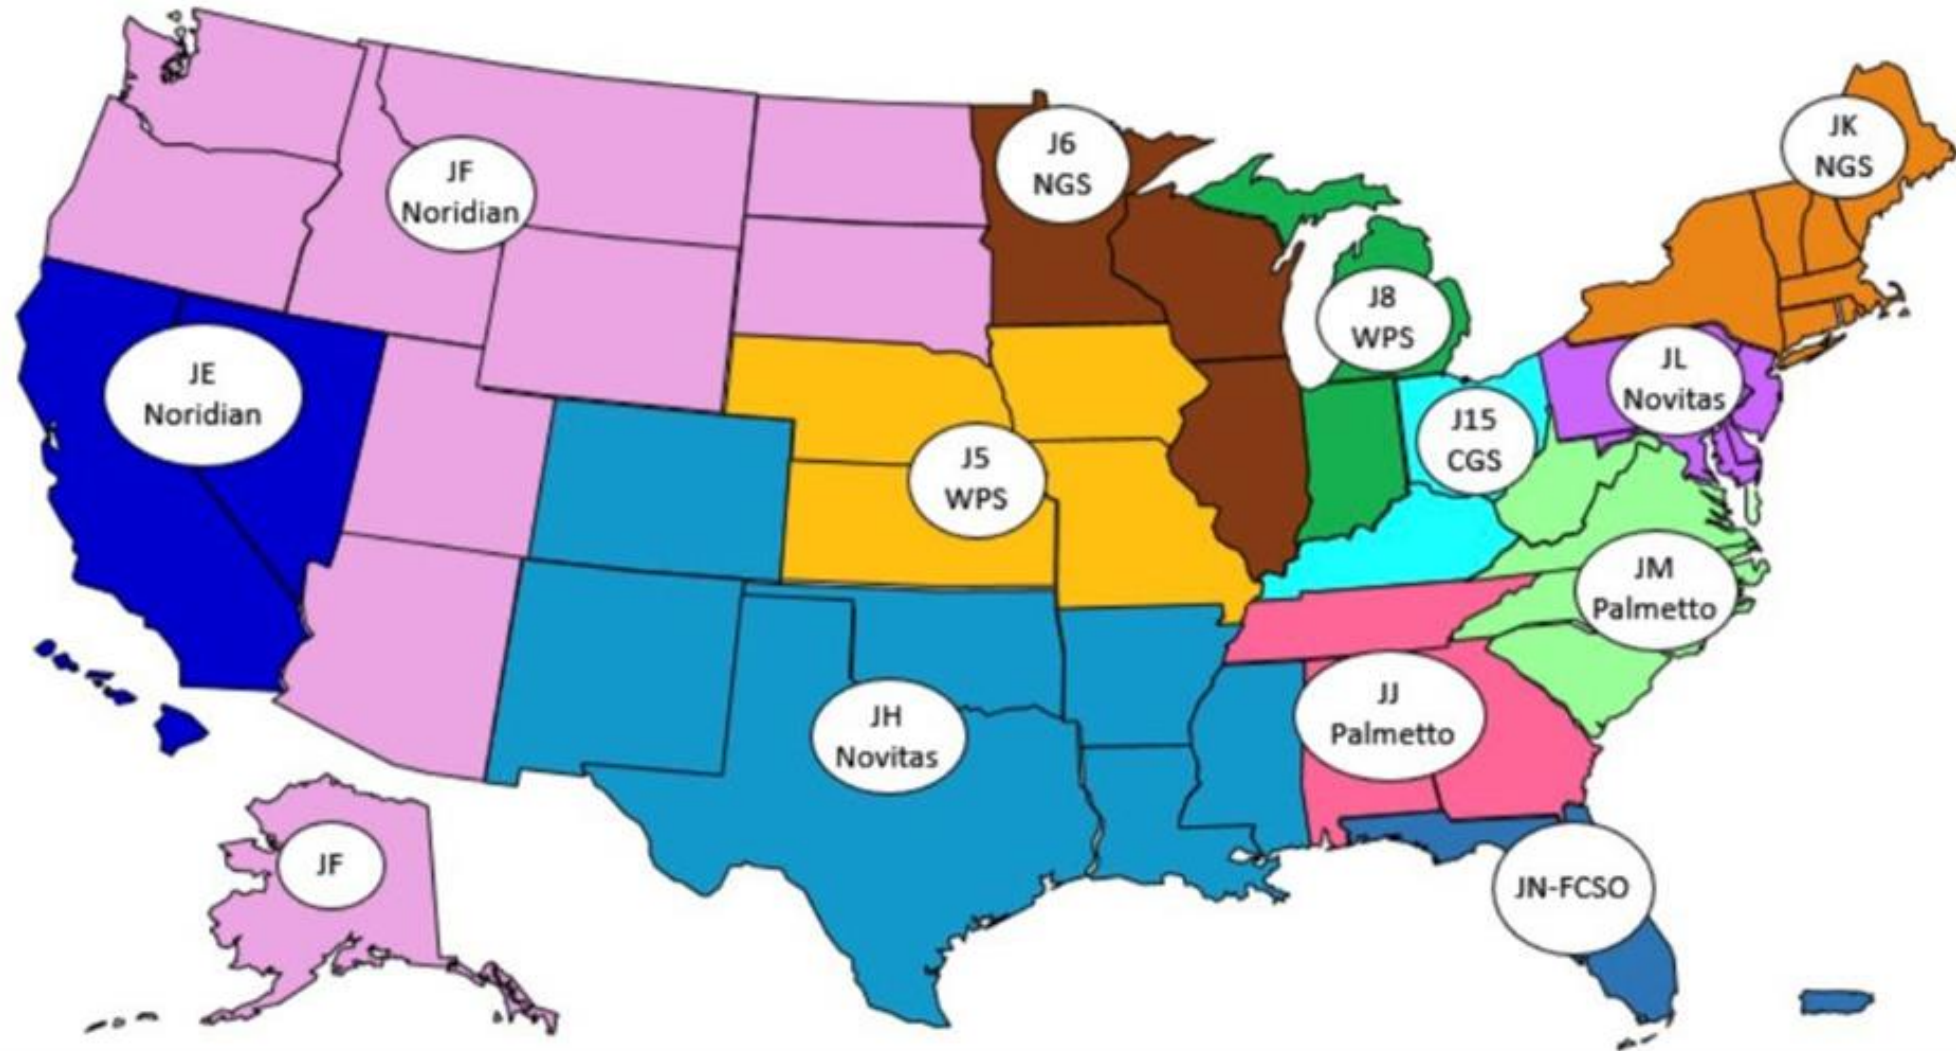 JF
Noridian
J6
NGS
JK
NGS
J8
WPS
JE
Noridian
JL
Novitas
J15
CGS
J5
WPS
JM
Palmetto
JH
Novitas
JJ
Palmetto
JF
JN-FCSO